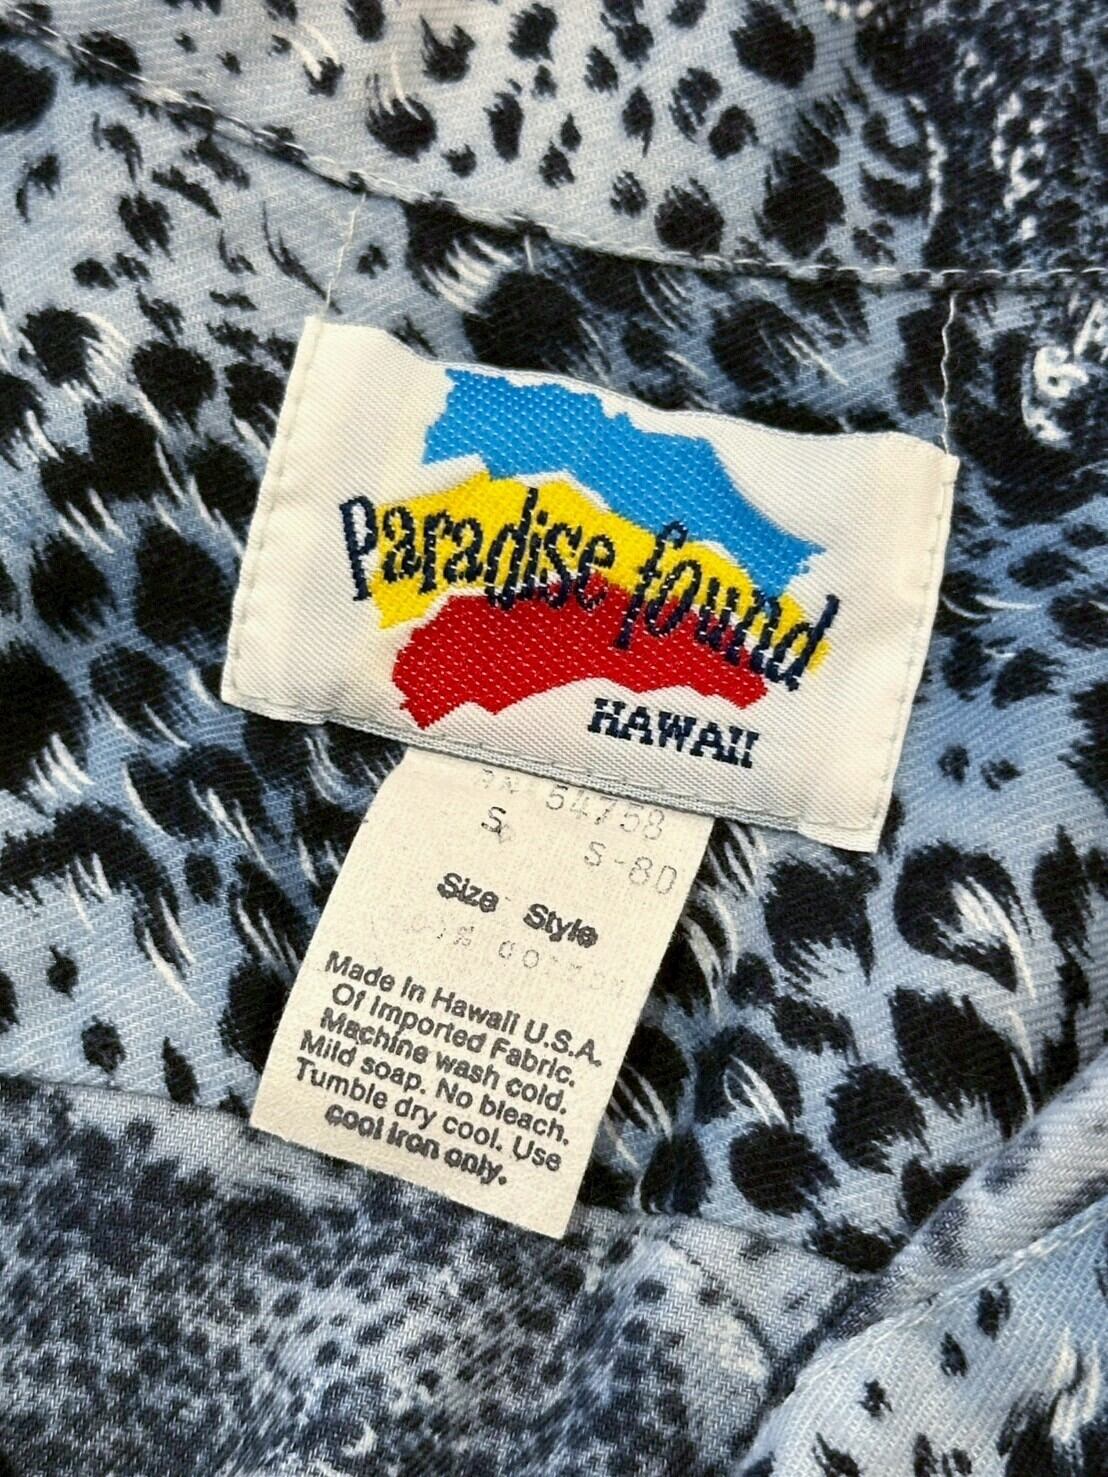 Paradise found
HAWAII
RN 54758
S S-80
Size Style
Made in Hawaii U.S.A.
Of Imported Fabric.
Machine wash cold.
Mild soap. No bleach.
Tumble dry cool. Use
cool iron only.